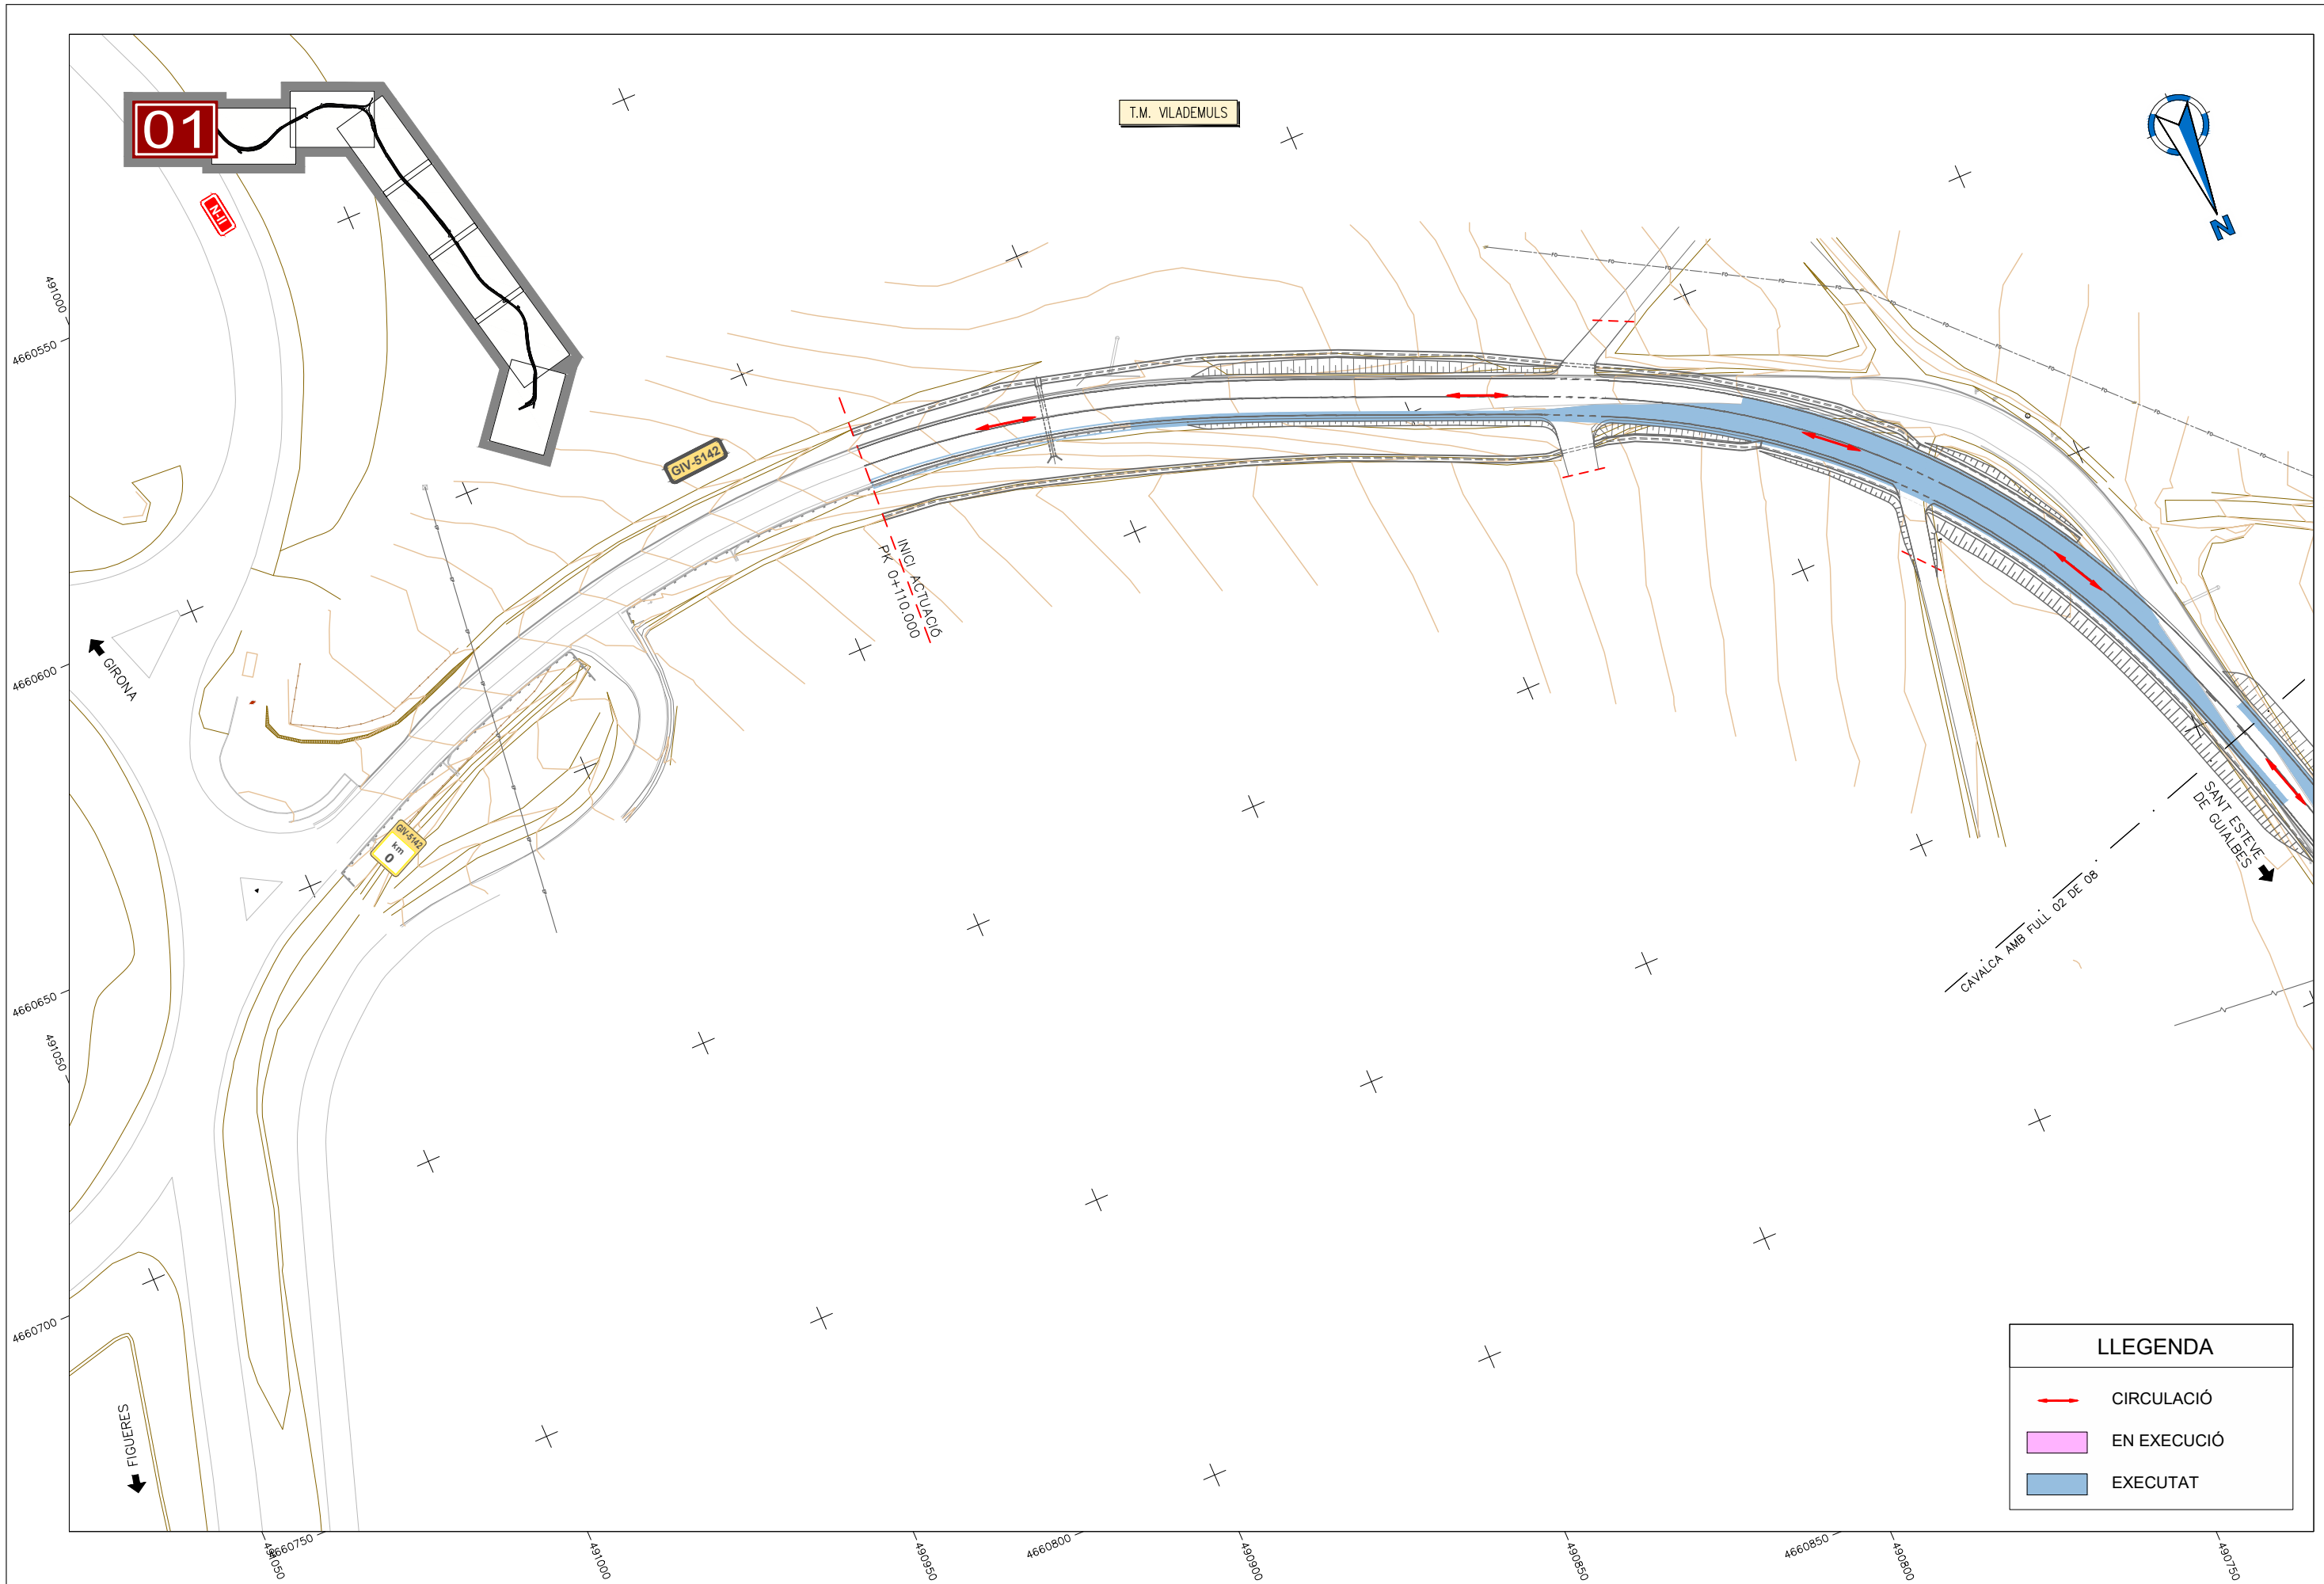 01
T.M. VILADEMULS
N-II
N
491000
4660550
GIV-5142
INICI ACTUACIÓ
PK 0+110.000
GIRONA
4660600
GIV-5142
km
0
SANT ESTEVE
DE GUIALBES
CAVALCA AMB FULL 02 DE 08
4660650
491050
4660700
FIGUERES
LLEGENDA
CIRCULACIÓ
EN EXECUCIÓ
EXECUTAT
491050
4660750
491000
490950
4660800
490900
490850
4660850
490800
490750